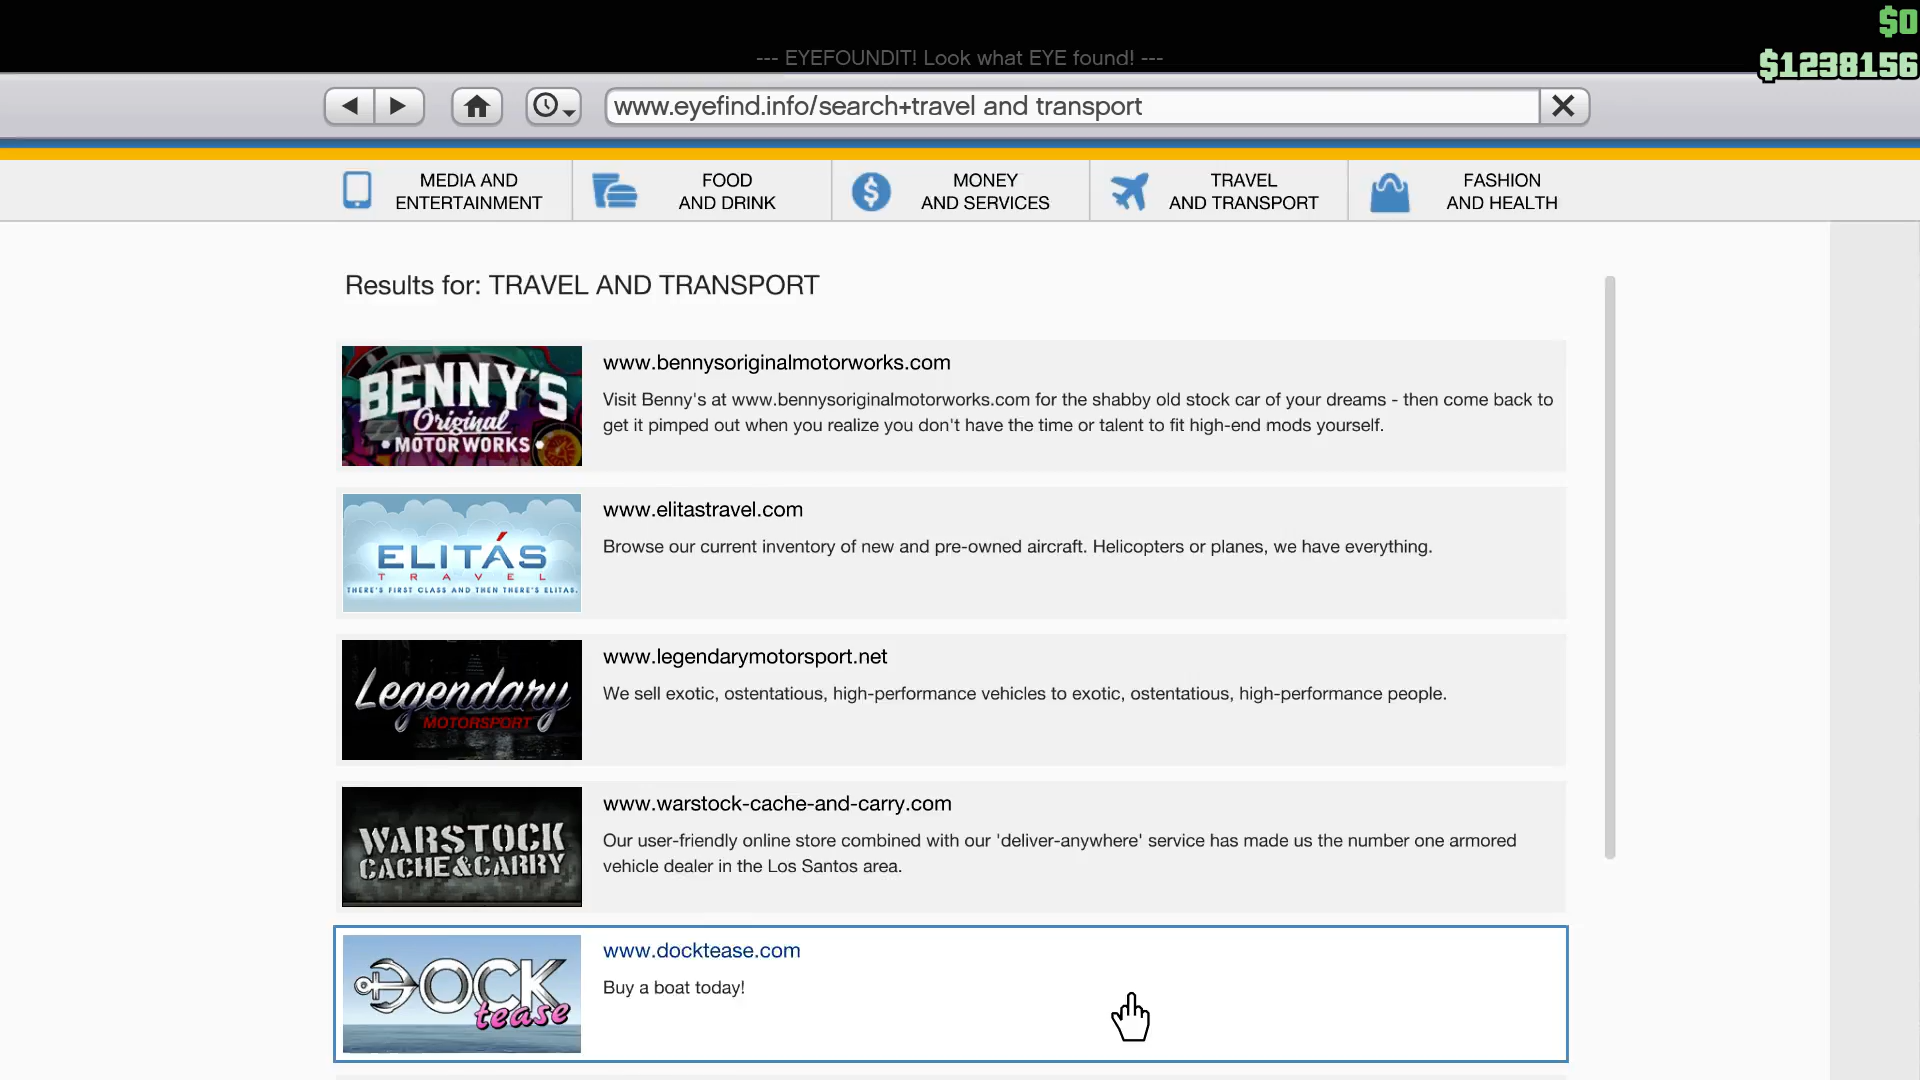 $0
--- EYEFOUNDIT! Look what EYE found! ---
$1238156
www.eyefind.info/search+travel and transport
MEDIA AND
ENTERTAINMENT
FOOD
AND DRINK
MONEY
AND SERVICES
TRAVEL
AND TRANSPORT
FASHION
AND HEALTH
Results for: TRAVEL AND TRANSPORT
BENNY'S
Original
MOTOR WORKS
www.bennysoriginalmotorworks.com
Visit Benny's at www.bennysoriginalmotorworks.com for the shabby old stock car of your dreams - then come back to
get it pimped out when you realize you don't have the time or talent to fit high-end mods yourself.
ELITÁS
TRAVEL
THERE'S FIRST CLASS AND THEN THERE'S ELITAS.
www.elitastravel.com
Browse our current inventory of new and pre-owned aircraft. Helicopters or planes, we have everything.
Legendary
MOTORSPORT
www.legendarymotorsport.net
We sell exotic, ostentatious, high-performance vehicles to exotic, ostentatious, high-performance people.
WARSTOCK
CACHE&CARRY
www.warstock-cache-and-carry.com
Our user-friendly online store combined with our 'deliver-anywhere' service has made us the number one armored
vehicle dealer in the Los Santos area.
DOCK
tease
www.docktease.com
Buy a boat today!